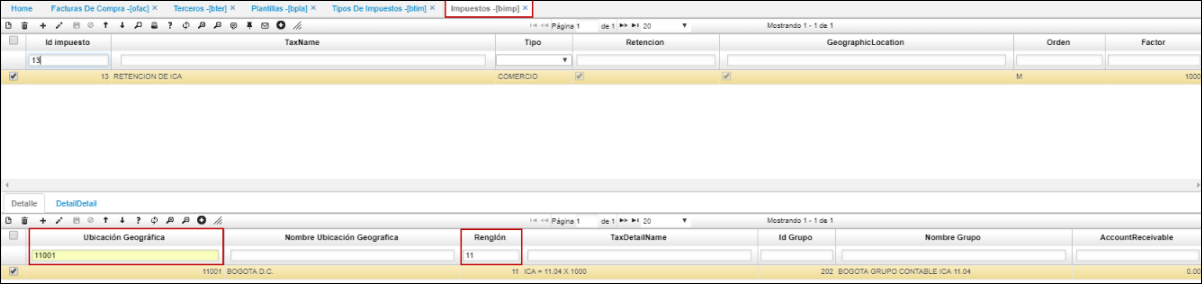 Home Facturas De Compra -[ofac] × Terceros -[bter] × Plantillas -[bpla] × Tipos De Impuestos -[btim] × Impuestos -[bimp] ×
Página 1 de 1 20 Mostrando 1 - 1 de 1
Id impuesto TaxName Tipo Retencion GeographicLocation Orden Factor
13
13 RETENCION DE ICA COMERCIO M 1000
Detalle DetailDetail
Página 1 de 1 20 Mostrando 1 - 1 de 1
Ubicación Geográfica Nombre Ubicación Geografica Renglón TaxDetailName Id Grupo Nombre Grupo AccountReceivable
11001 11
11001 BOGOTA D.C. 11 ICA = 11.04 X 1000 202 BOGOTA GRUPO CONTABLE ICA 11.04 0.00